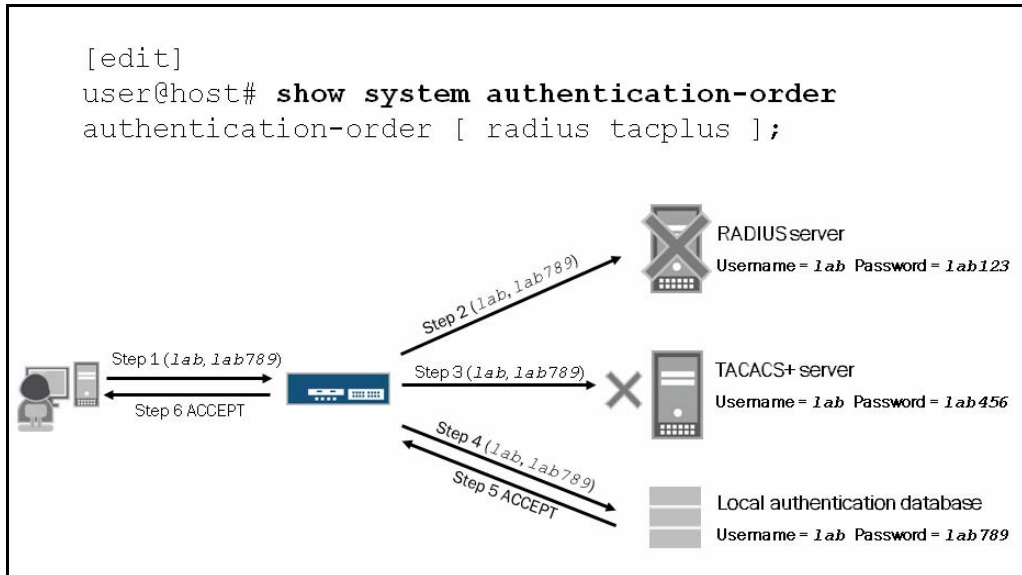 [edit]
user@host# show system authentication-order
authentication-order [ radius tacplus ];
RADIUS server
Username = lab Password = lab123
Step 2 (lab, lab789)
Step 1 (lab, lab789)
Step 6 ACCEPT
Step 3 (lab, lab789)
TACACS+ server
Username = lab Password = lab456
Step 4 (lab, lab789)
Step 5 ACCEPT
Local authentication database
Username = lab Password = lab789